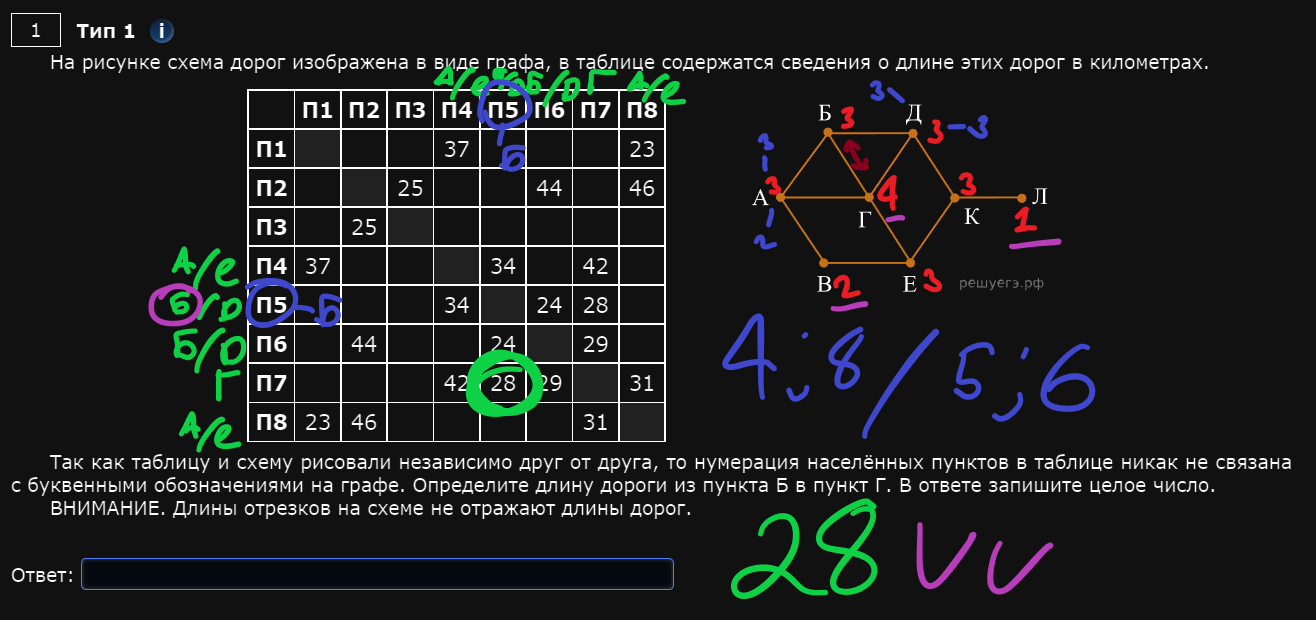 1 Тип 1 i
На рисунке схема дорог изображена в виде графа, в таблице содержатся сведения о длине этих дорог в километрах.
А/е Б/D Б/D Г А/е
П1 П2 П3 П4 П5 П6 П7 П8
П1 37 23
Б
П2 25 44 46
П3 25
А/е П4 37 34 42
Б/D П5 Б 34 24 28
Б/D П6 44 24 29
Г П7 42 28 29 31
А/е П8 23 46 31
3
Б 3 Д 3 - 3
2
А 3 Г 4 3 К Л 1
2
В 2 Е 3 решуегэ.рф
4; 8 / 5; 6
Так как таблицу и схему рисовали независимо друг от друга, то нумерация населённых пунктов в таблице никак не связана
с буквенными обозначениями на графе. Определите длину дороги из пункта Б в пункт Г. В ответе запишите целое число.
ВНИМАНИЕ. Длины отрезков на схеме не отражают длины дорог.
28
Ответ: